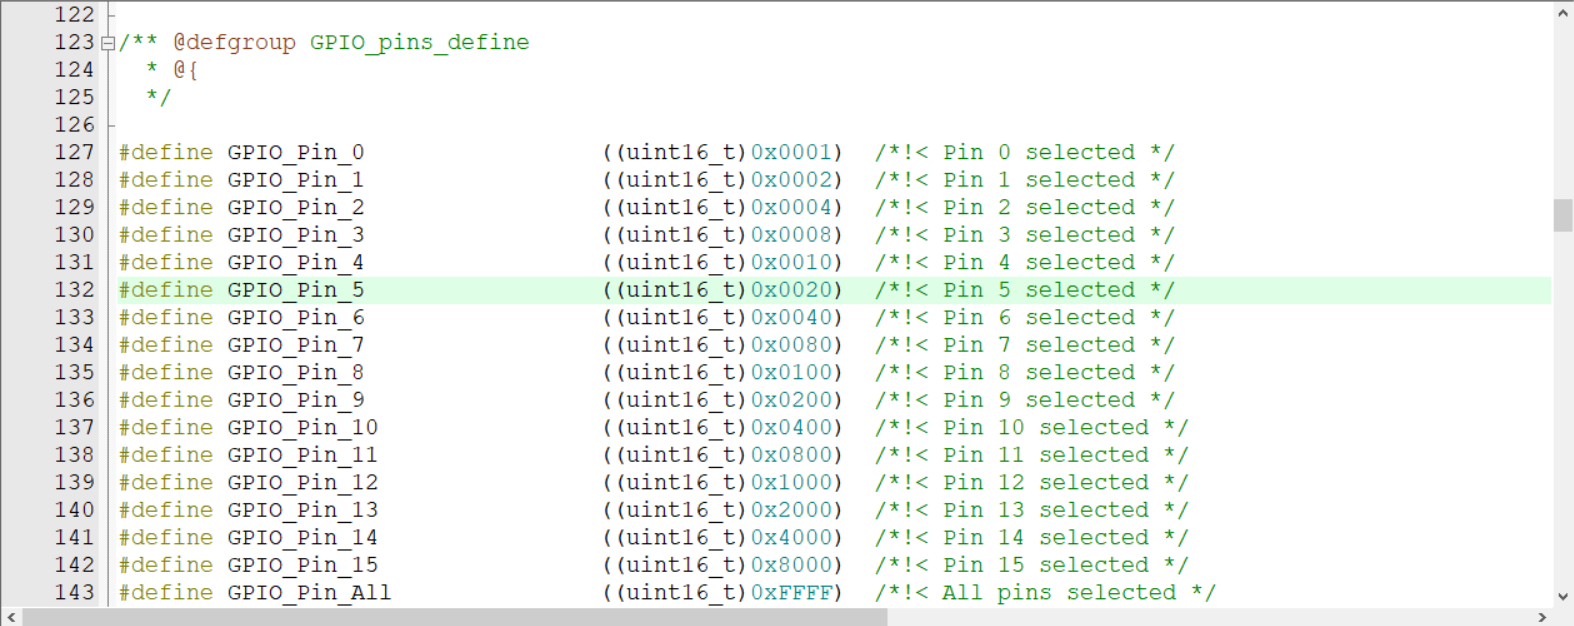 122
123 /** @defgroup GPIO_pins_define
124   * @{
125   */
126
127 #define GPIO_Pin_0                 ((uint16_t)0x0001)  /*!< Pin 0 selected */
128 #define GPIO_Pin_1                 ((uint16_t)0x0002)  /*!< Pin 1 selected */
129 #define GPIO_Pin_2                 ((uint16_t)0x0004)  /*!< Pin 2 selected */
130 #define GPIO_Pin_3                 ((uint16_t)0x0008)  /*!< Pin 3 selected */
131 #define GPIO_Pin_4                 ((uint16_t)0x0010)  /*!< Pin 4 selected */
132 #define GPIO_Pin_5                 ((uint16_t)0x0020)  /*!< Pin 5 selected */
133 #define GPIO_Pin_6                 ((uint16_t)0x0040)  /*!< Pin 6 selected */
134 #define GPIO_Pin_7                 ((uint16_t)0x0080)  /*!< Pin 7 selected */
135 #define GPIO_Pin_8                 ((uint16_t)0x0100)  /*!< Pin 8 selected */
136 #define GPIO_Pin_9                 ((uint16_t)0x0200)  /*!< Pin 9 selected */
137 #define GPIO_Pin_10                ((uint16_t)0x0400)  /*!< Pin 10 selected */
138 #define GPIO_Pin_11                ((uint16_t)0x0800)  /*!< Pin 11 selected */
139 #define GPIO_Pin_12                ((uint16_t)0x1000)  /*!< Pin 12 selected */
140 #define GPIO_Pin_13                ((uint16_t)0x2000)  /*!< Pin 13 selected */
141 #define GPIO_Pin_14                ((uint16_t)0x4000)  /*!< Pin 14 selected */
142 #define GPIO_Pin_15                ((uint16_t)0x8000)  /*!< Pin 15 selected */
143 #define GPIO_Pin_All               ((uint16_t)0xFFFF)  /*!< All pins selected */